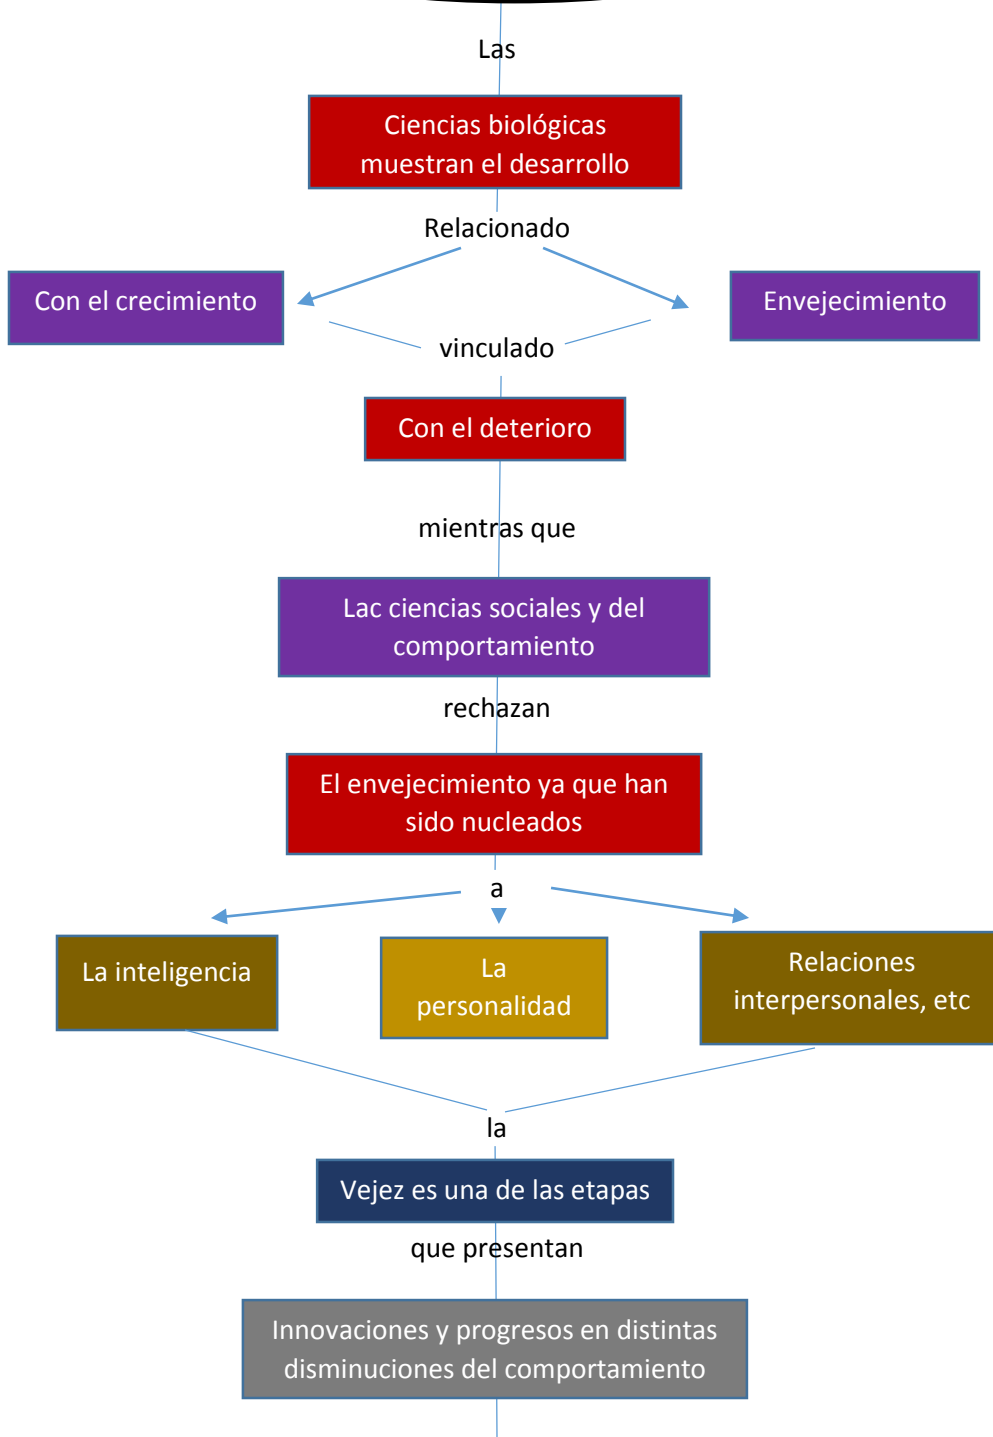 Las
Ciencias biológicas
muestran el desarrollo
Relacionado
Con el crecimiento
Envejecimiento
vinculado
Con el deterioro
mientras que
Lac ciencias sociales y del
comportamiento
rechazan
El envejecimiento ya que han
sido nucleados
a
La inteligencia
La
personalidad
Relaciones
interpersonales, etc
la
Vejez es una de las etapas
que presentan
Innovaciones y progresos en distintas
disminuciones del comportamiento